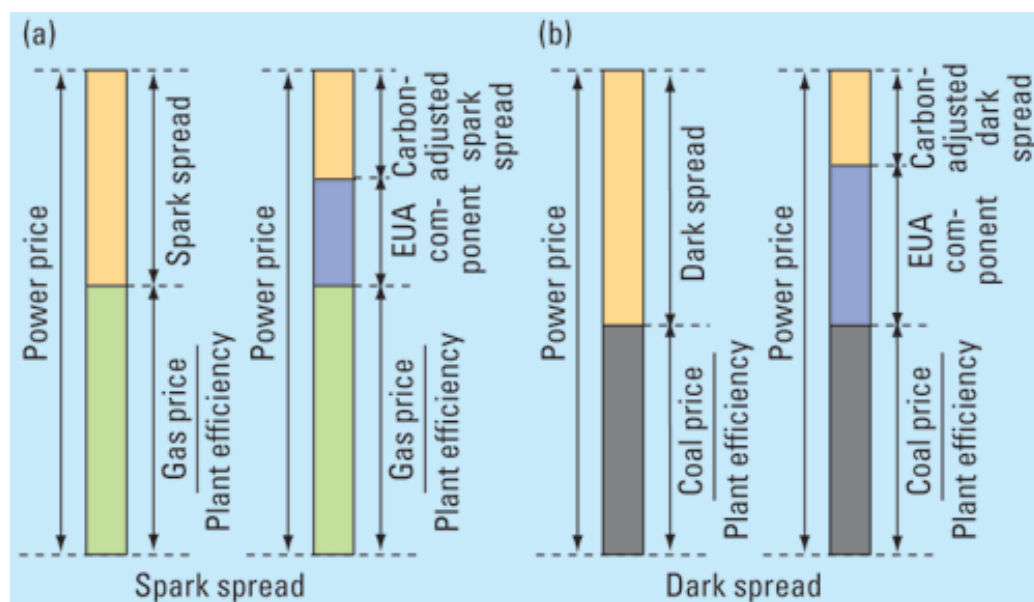 (a)
Power price
Spark spread
Gas price
Plant efficiency
Power price
Carbon-
adjusted
spark
spread
EUA
com-
ponent
Gas price
Plant efficiency
Spark spread
(b)
Power price
Dark spread
Coal price
Plant efficiency
Power price
Carbon-
adjusted
dark
spread
EUA
com-
ponent
Coal price
Plant efficiency
Dark spread